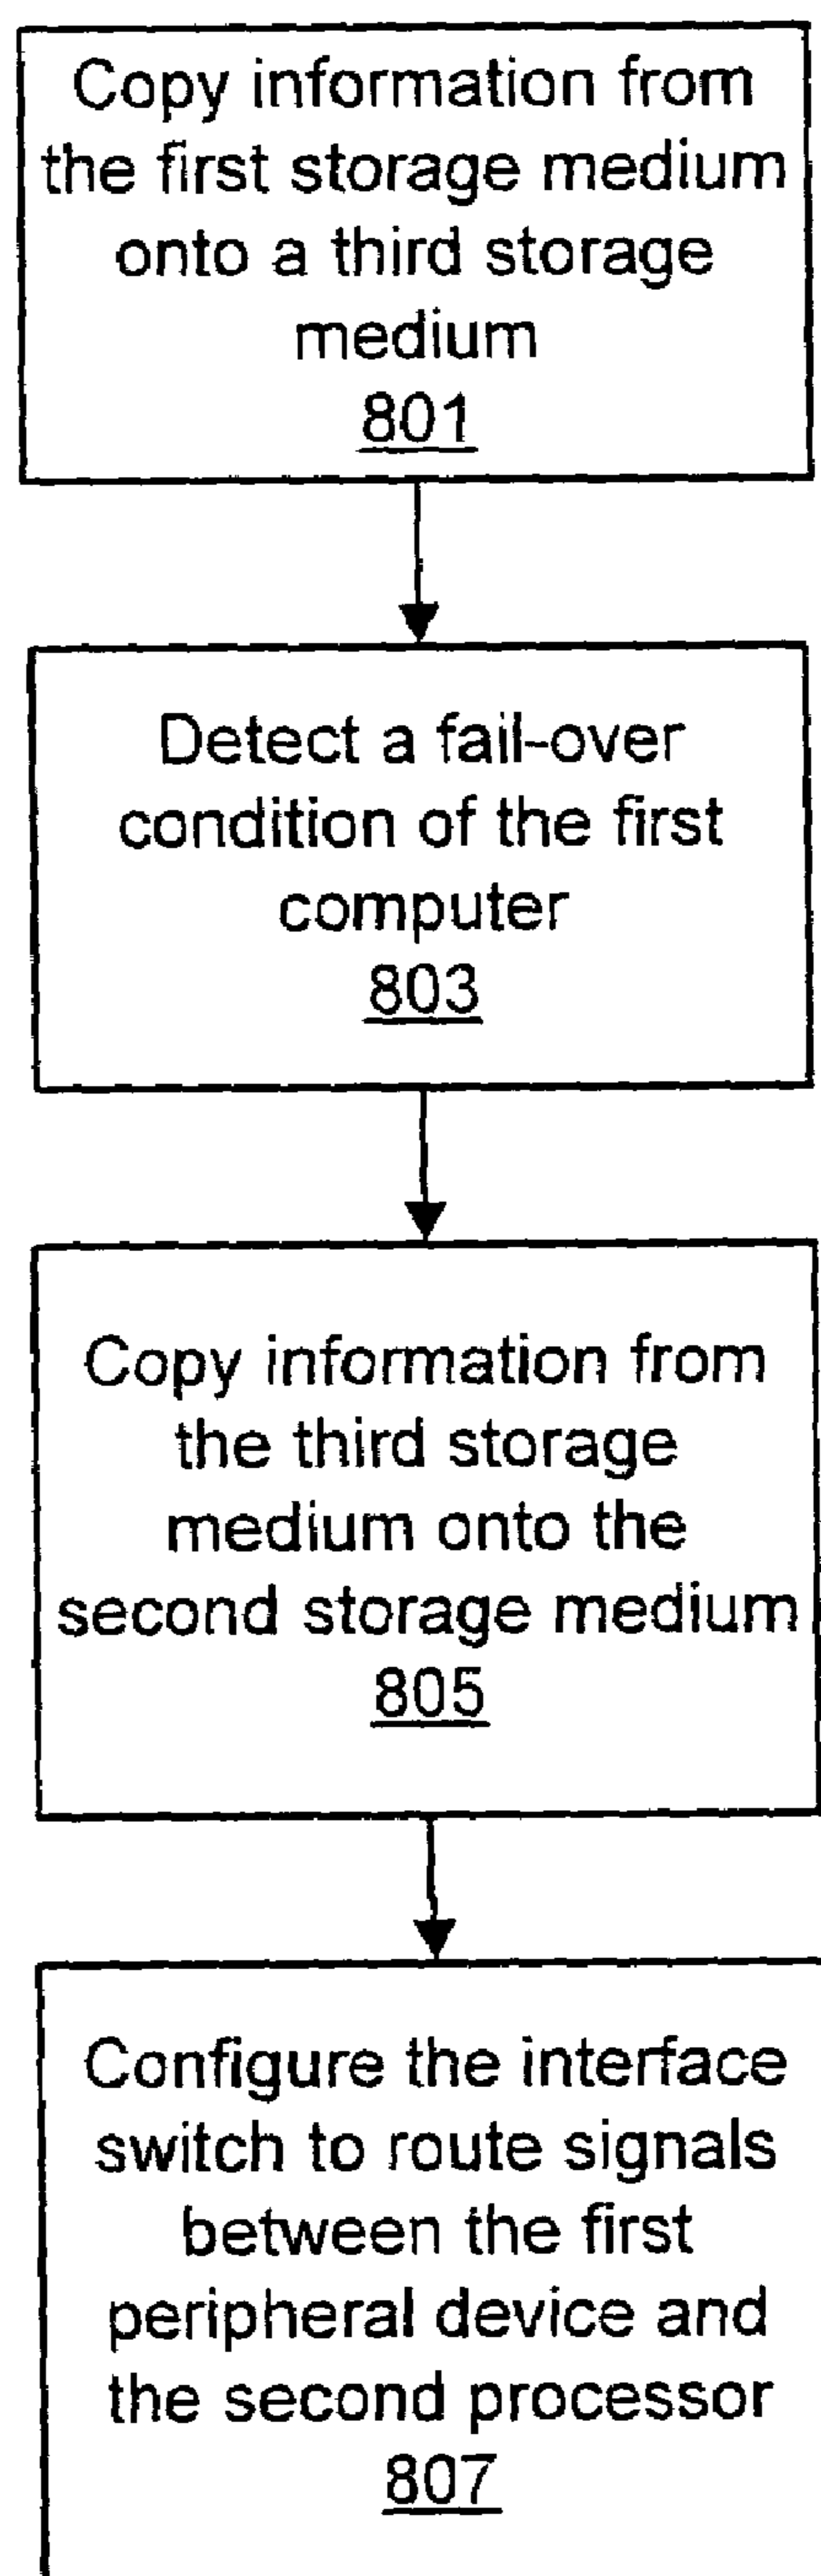 Copy information from
the first storage medium
onto a third storage
medium
801
Detect a fail-over
condition of the first
computer
803
Copy information from
the third storage
medium onto the
second storage medium
805
Configure the interface
switch to route signals
between the first
peripheral device and
the second processor
807